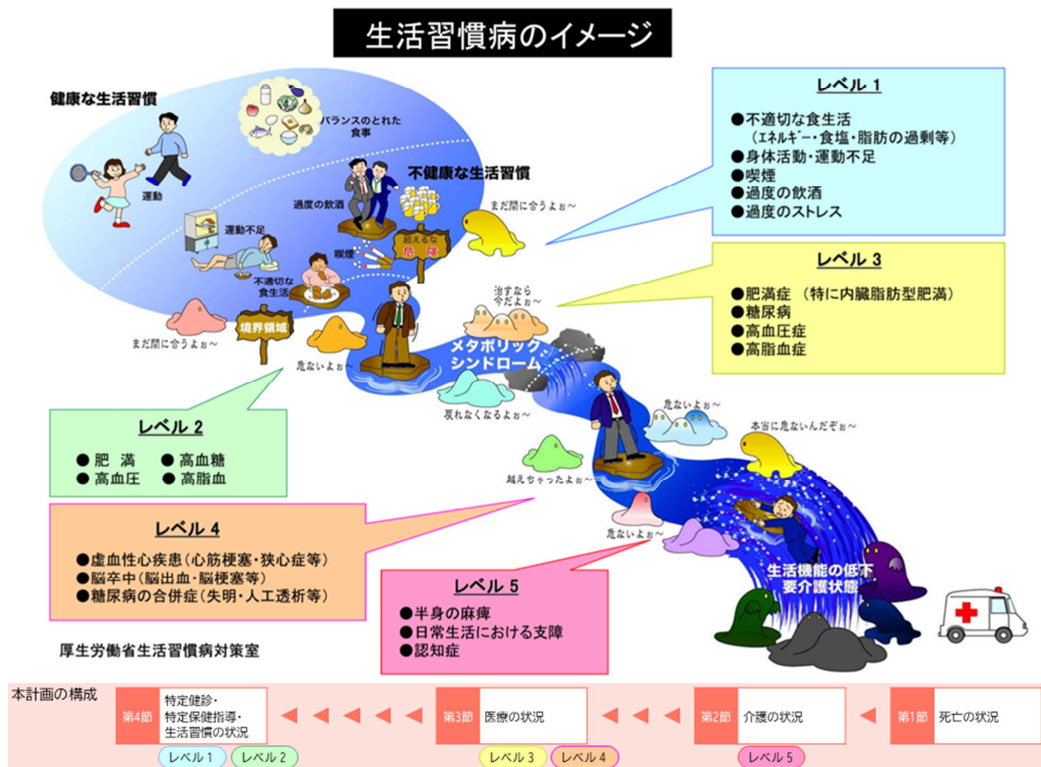 生活習慣病のイメージ
健康な生活習慣
バランスのとれた
食事
運動
不健康な生活習慣
過度の飲酒
まだ間に合うよぉ～
運動不足
喫煙
超えるな
危険
不適切な
食生活
治すなら
今だよぉ～
境界領域
まだ間に合うよぉ～
危ないよぉ～
メタボリック
シンドローム
戻れなくなるよぉ～
危ないよぉ～
本当に危ないんだぞぉ～
越えちゃったよぉ～
危ないよぉ～
生活機能の低下
要介護状態
レベル 1
●不適切な食生活
（エネルギー・食塩・脂肪の過剰等）
●身体活動・運動不足
●喫煙
●過度の飲酒
●過度のストレス
レベル 3
●肥満症 （特に内臓脂肪型肥満）
●糖尿病
●高血圧症
●高脂血症
レベル 2
● 肥 満 ● 高血糖
● 高血圧 ● 高脂血
レベル 4
●虚血性心疾患(心筋梗塞・狭心症等)
●脳卒中(脳出血・脳梗塞等)
●糖尿病の合併症(失明・人工透析等)
レベル 5
●半身の麻痺
●日常生活における支障
●認知症
厚生労働省生活習慣病対策室
本計画の構成
第4節
特定健診・
特定保健指導・
生活習慣の状況
第3節 医療の状況
第2節 介護の状況
第1節 死亡の状況
レベル 1 レベル 2 レベル 3 レベル 4 レベル 5